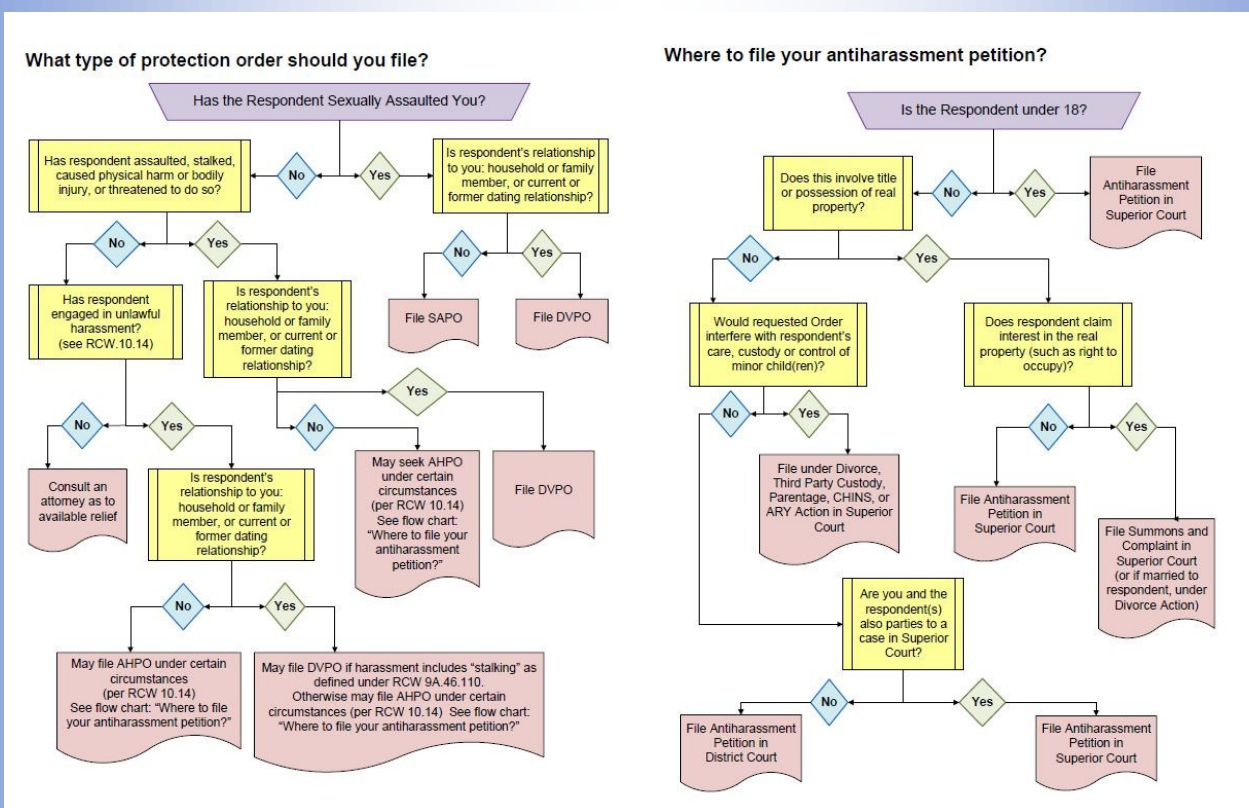 What type of protection order should you file?
Has the Respondent Sexually Assaulted You?
Has respondent assaulted, stalked,
caused physical harm or bodily
injury, or threatened to do so?
No
Yes
Is respondent's relationship
to you: household or family
member, or current or
former dating relationship?
No
Yes
No
Yes
Has respondent
engaged in unlawful
harassment?
(see RCW.10.14)
Is respondent's
relationship to you:
household or family
member, or current or
former dating
relationship?
File SAPO
File DVPO
Yes
No
No
Yes
Consult an
attorney as to
available relief
Is respondent's
relationship to you:
household or family
member, or current or
former dating
relationship?
May seek AHPO
under certain
circumstances
(per RCW 10.14)
See flow chart:
“Where to file your
antiharassment
petition?”
File DVPO
No
Yes
May file AHPO under certain
circumstances
(per RCW 10.14)
See flow chart: “Where to file
your antiharassment petition?”
May file DVPO if harassment includes “stalking” as
defined under RCW 9A.46.110.
Otherwise may file AHPO under certain
circumstances (per RCW 10.14) See flow chart:
“Where to file your antiharassment petition?”
Where to file your antiharassment petition?
Is the Respondent under 18?
Does this involve title
or possession of real
property?
No
Yes
File
Antiharassment
Petition in
Superior Court
No
Yes
Would requested Order
interfere with respondent's
care, custody or control of
minor child(ren)?
Does respondent claim
interest in the real
property (such as right to
occupy)?
No
Yes
No
Yes
File under Divorce,
Third Party Custody,
Parentage, CHINS, or
ARY Action in Superior
Court
File Antiharassment
Petition in
Superior Court
File Summons and
Complaint in
Superior Court
(or if married to
respondent, under
Divorce Action)
Are you and the
respondent(s)
also parties to a
case in Superior
Court?
No
Yes
File Antiharassment
Petition in
District Court
File Antiharassment
Petition in
Superior Court